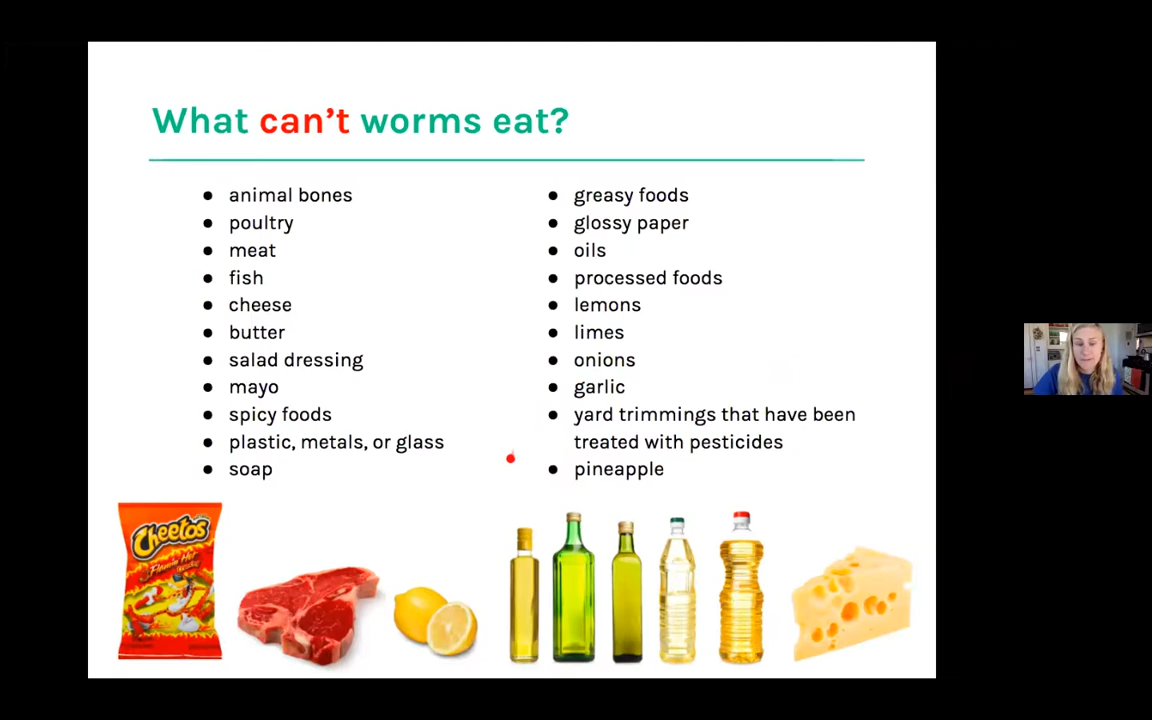 What can't worms eat?
animal bones
poultry
meat
fish
cheese
butter
salad dressing
mayo
spicy foods
plastic, metals, or glass
soap
greasy foods
glossy paper
oils
processed foods
lemons
limes
onions
garlic
yard trimmings that have been
treated with pesticides
pineapple
Cheetos
Flamin' Hot